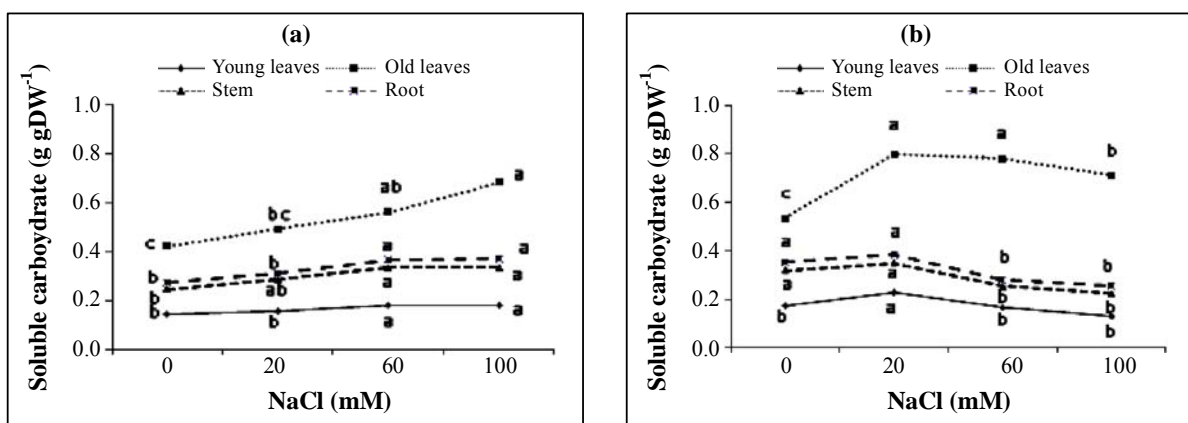 (a)
Young leaves Old leaves
Stem Root
Soluble carboydrate (g gDW-1)
1.0
0.8
0.6
0.4
0.2
0.0
c bc ab a
b b a a
b ab a a
b b a a
0 20 60 100
NaCl (mM)
(b)
Young leaves Old leaves
Stem Root
Soluble carboydrate (g gDW-1)
1.0
0.8
0.6
0.4
0.2
0.0
c a a b
a a b b
a a b b
b a b b
0 20 60 100
NaCl (mM)